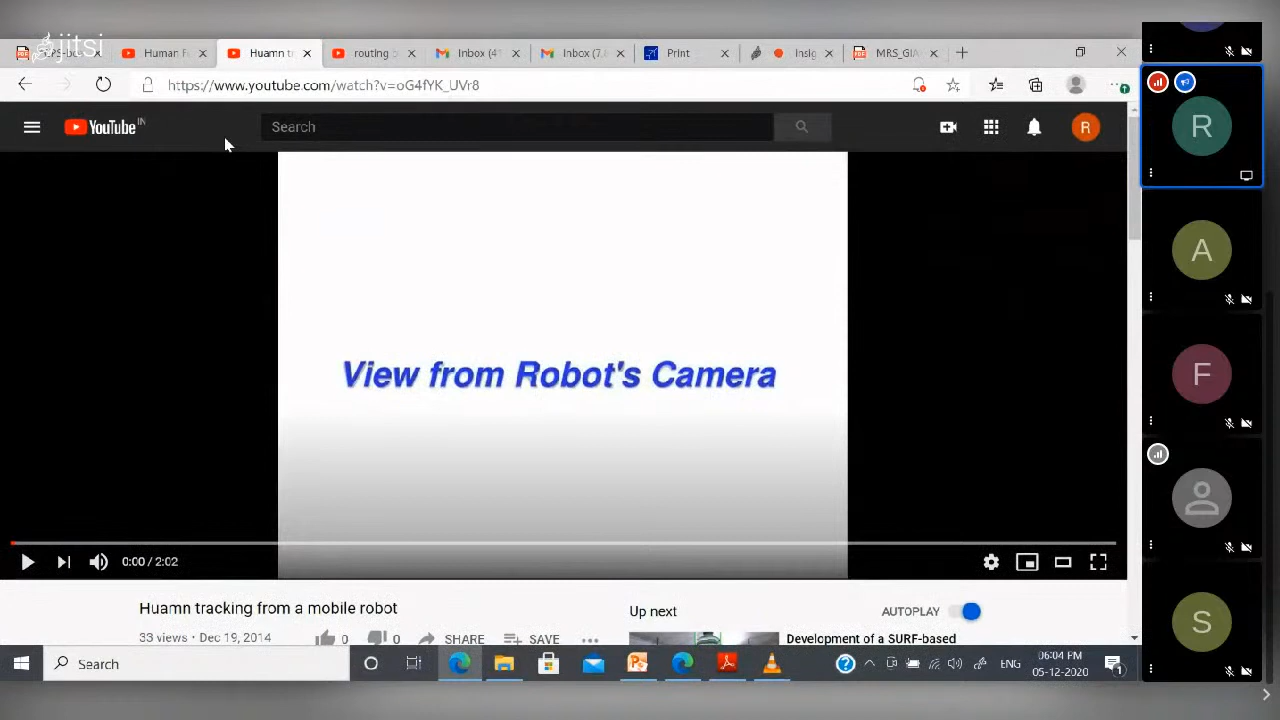 jitsi
Human F
Huamn tr
routing
Inbox (4
Inbox (7,
Print
Insig
MRS_GIA
https://www.youtube.com/watch?v=oG4fYK_UVr8
YouTube IN
Search
R
View from Robot's Camera
0:00 / 2:02
Huamn tracking from a mobile robot
Up next
AUTOPLAY
33 views • Dec 19, 2014
0
0
SHARE
SAVE
Development of a SURF-based
Search
ENG
06:04 PM
05-12-2020
1
R
A
F
S